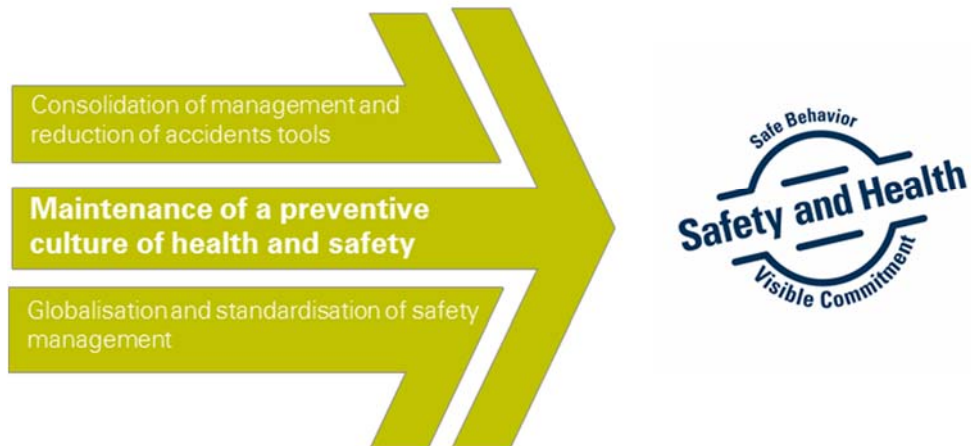 Consolidation of management and
reduction of accidents tools
Maintenance of a preventive
culture of health and safety
Globalisation and standardisation of safety
management
Safe Behavior
Safety and Health
Visible Commitment